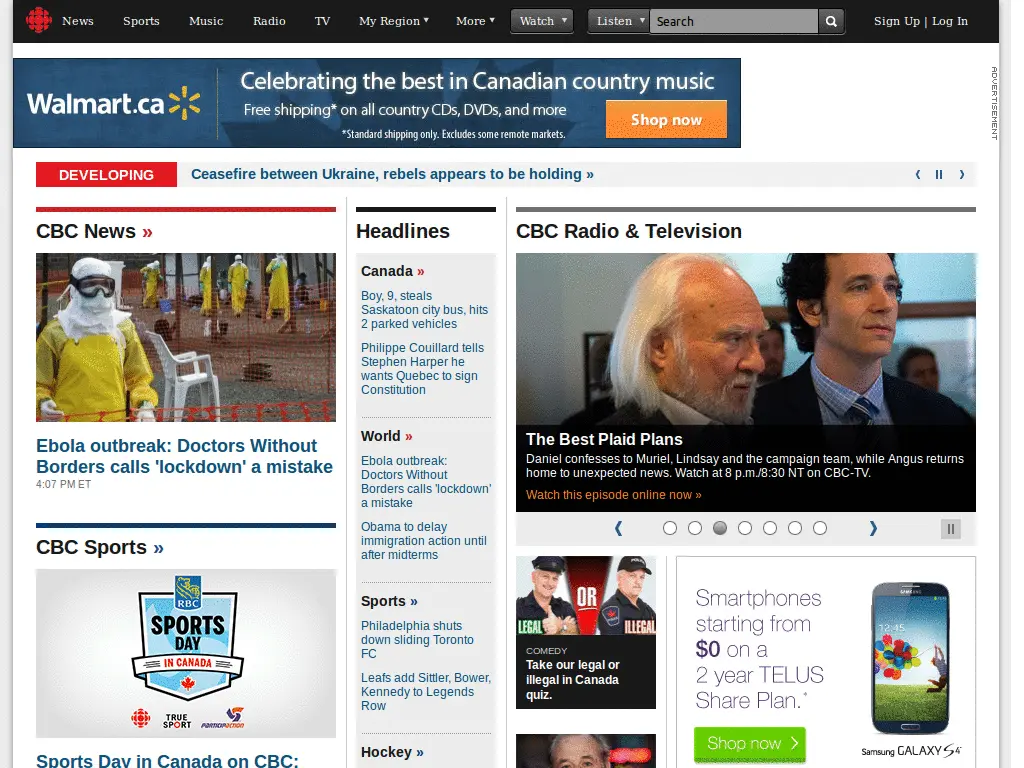 News Sports Music Radio TV My Region More Watch Listen Search Sign Up | Log In
ADVERTISEMENT
Walmart.ca
Celebrating the best in Canadian country music
Free shipping* on all country CDs, DVDs, and more
*Standard shipping only. Excludes some remote markets.
Shop now
DEVELOPING Ceasefire between Ukraine, rebels appears to be holding »
CBC News »
Ebola outbreak: Doctors Without
Borders calls 'lockdown' a mistake
4:07 PM ET
CBC Sports »
RBC
SPORTS
DAY
IN CANADA
TRUE
SPORT
PARTICIPACTION
Sports Day in Canada on CBC:
Headlines
Canada »
Boy, 9, steals
Saskatoon city bus, hits
2 parked vehicles
Philippe Couillard tells
Stephen Harper he
wants Quebec to sign
Constitution
World »
Ebola outbreak:
Doctors Without
Borders calls 'lockdown'
a mistake
Obama to delay
immigration action until
after midterms
Sports »
Philadelphia shuts
down sliding Toronto
FC
Leafs add Sittler, Bower,
Kennedy to Legends
Row
Hockey »
CBC Radio & Television
The Best Plaid Plans
Daniel confesses to Muriel, Lindsay and the campaign team, while Angus returns
home to unexpected news. Watch at 8 p.m./8:30 NT on CBC-TV.
Watch this episode online now »
POLICE
OR
LEGAL ILLEGAL
COMEDY
Take our legal or
illegal in Canada
quiz.
Smartphones
starting from
$0 on a
2 year TELUS
Share Plan.*
Shop now
SAMSUNG
12:45
Samsung GALAXY S4